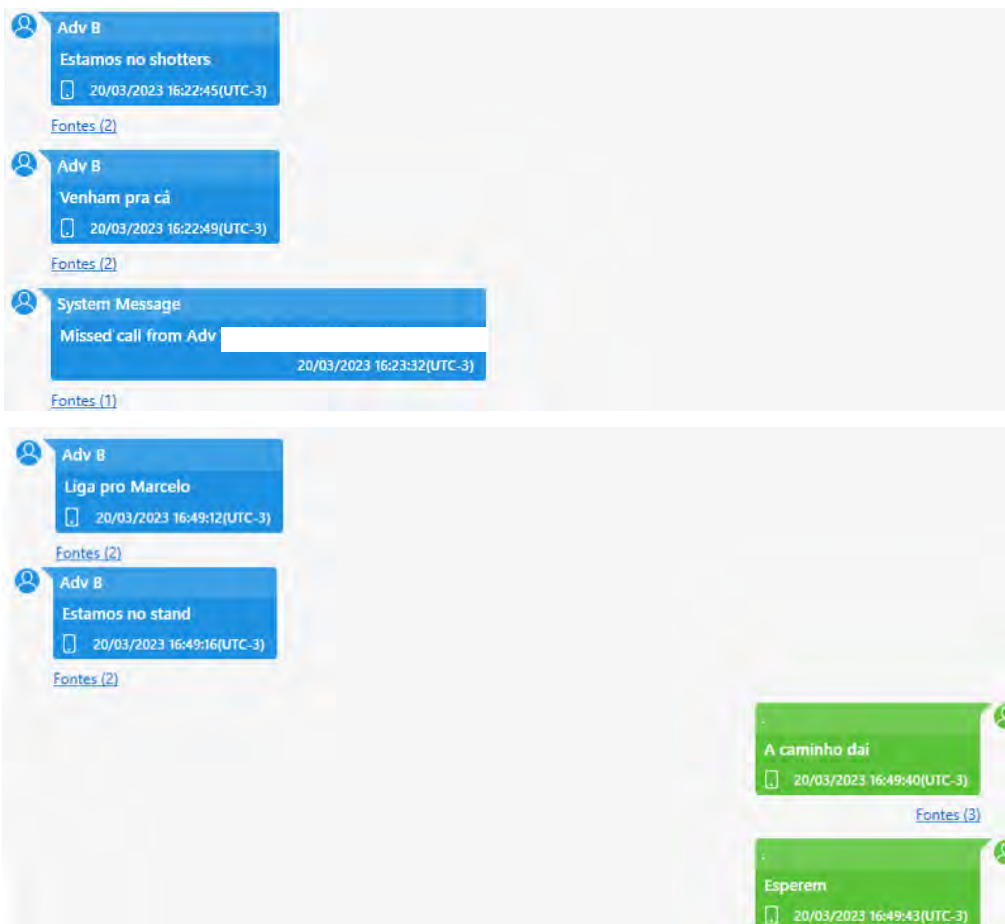 Adv B
Estamos no shotters
20/03/2023 16:22:45(UTC-3)
Fontes (2)
Adv B
Venham pra cá
20/03/2023 16:22:49(UTC-3)
Fontes (2)
System Message
Missed call from Adv
20/03/2023 16:23:32(UTC-3)
Fontes (1)
Adv B
Liga pro Marcelo
20/03/2023 16:49:12(UTC-3)
Fontes (2)
Adv B
Estamos no stand
20/03/2023 16:49:16(UTC-3)
Fontes (2)
.
A caminho dai
20/03/2023 16:49:40(UTC-3)
Fontes (3)
.
Esperem
20/03/2023 16:49:43(UTC-3)